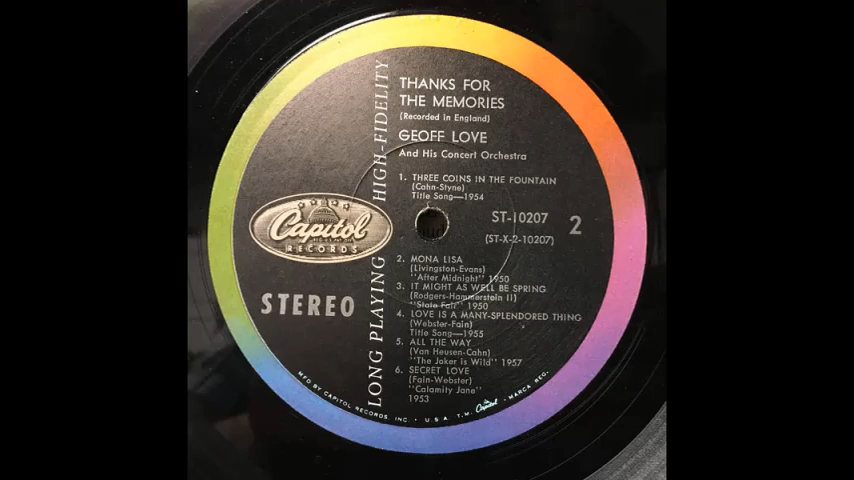 THANKS FOR
THE MEMORIES
(Recorded in England)
GEOFF LOVE
And His Concert Orchestra
1. THREE COINS IN THE FOUNTAIN
(Cahn-Styne)
Title Song—1954
ST-10207
2
(ST-X-2-10207)
2. MONA LISA
(Livingston-Evans)
"After Midnight" 1950
3. IT MIGHT AS WELL BE SPRING
(Rodgers-Hammerstein II)
"State Fair" 1950
4. LOVE IS A MANY-SPLENDORED THING
(Webster-Fain)
Title Song—1955
5. ALL THE WAY
(Van Heusen-Cahn)
"The Joker is Wild" 1957
6. SECRET LOVE
(Fain-Webster)
"Calamity Jane"
1953
LONG PLAYING HIGH-FIDELITY
Capitol
RECORDS
STEREO
MFD. BY CAPITOL RECORDS, INC. • U.S.A. T.M. Capitol • MARCA REG.